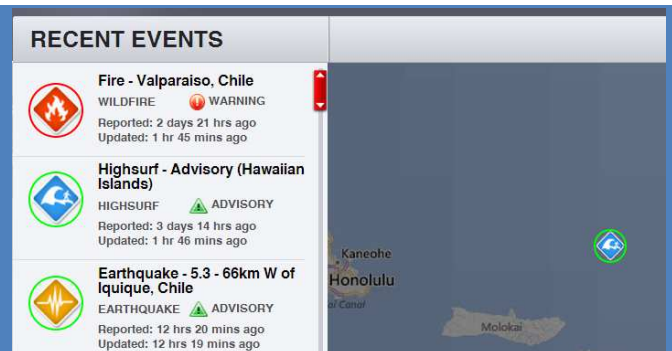 RECENT EVENTS
Fire - Valparaiso, Chile
WILDFIRE WARNING
Reported: 2 days 21 hrs ago
Updated: 1 hr 45 mins ago
Highsurf - Advisory (Hawaiian
Islands)
HIGHSURF ADVISORY
Reported: 3 days 14 hrs ago
Updated: 1 hr 46 mins ago
Earthquake - 5.3 - 66km W of
Iquique, Chile
EARTHQUAKE ADVISORY
Reported: 12 hrs 20 mins ago
Updated: 12 hrs 19 mins ago
Kaneohe
Honolulu
Canal
Molokai